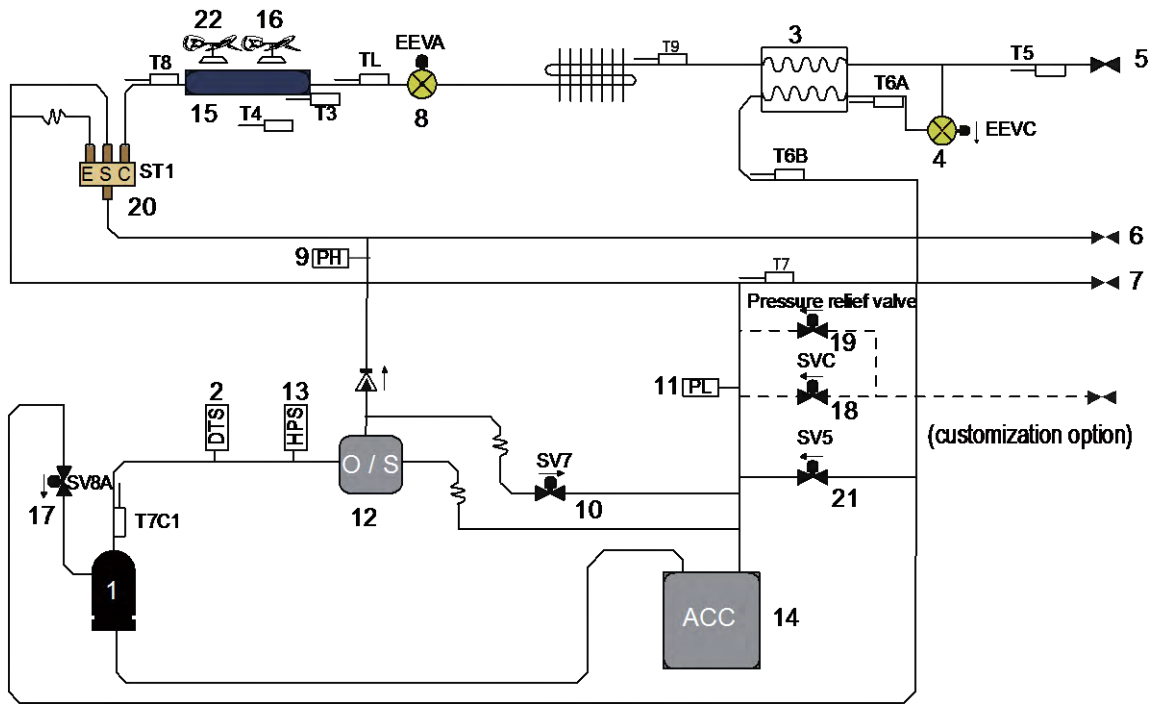 22 16
EEVA
T8
TL
T9
3
T5
5
15
T4
T3
8
T6A
4
EEVC
E S C
ST1
20
T6B
9
PH
6
T7
7
Pressure relief valve
19
SVC
11
PL
18
(customization option)
2
13
DTS
HPS
SV5
O / S
SV7
21
SV8A
17
T7C1
12
10
1
ACC
14